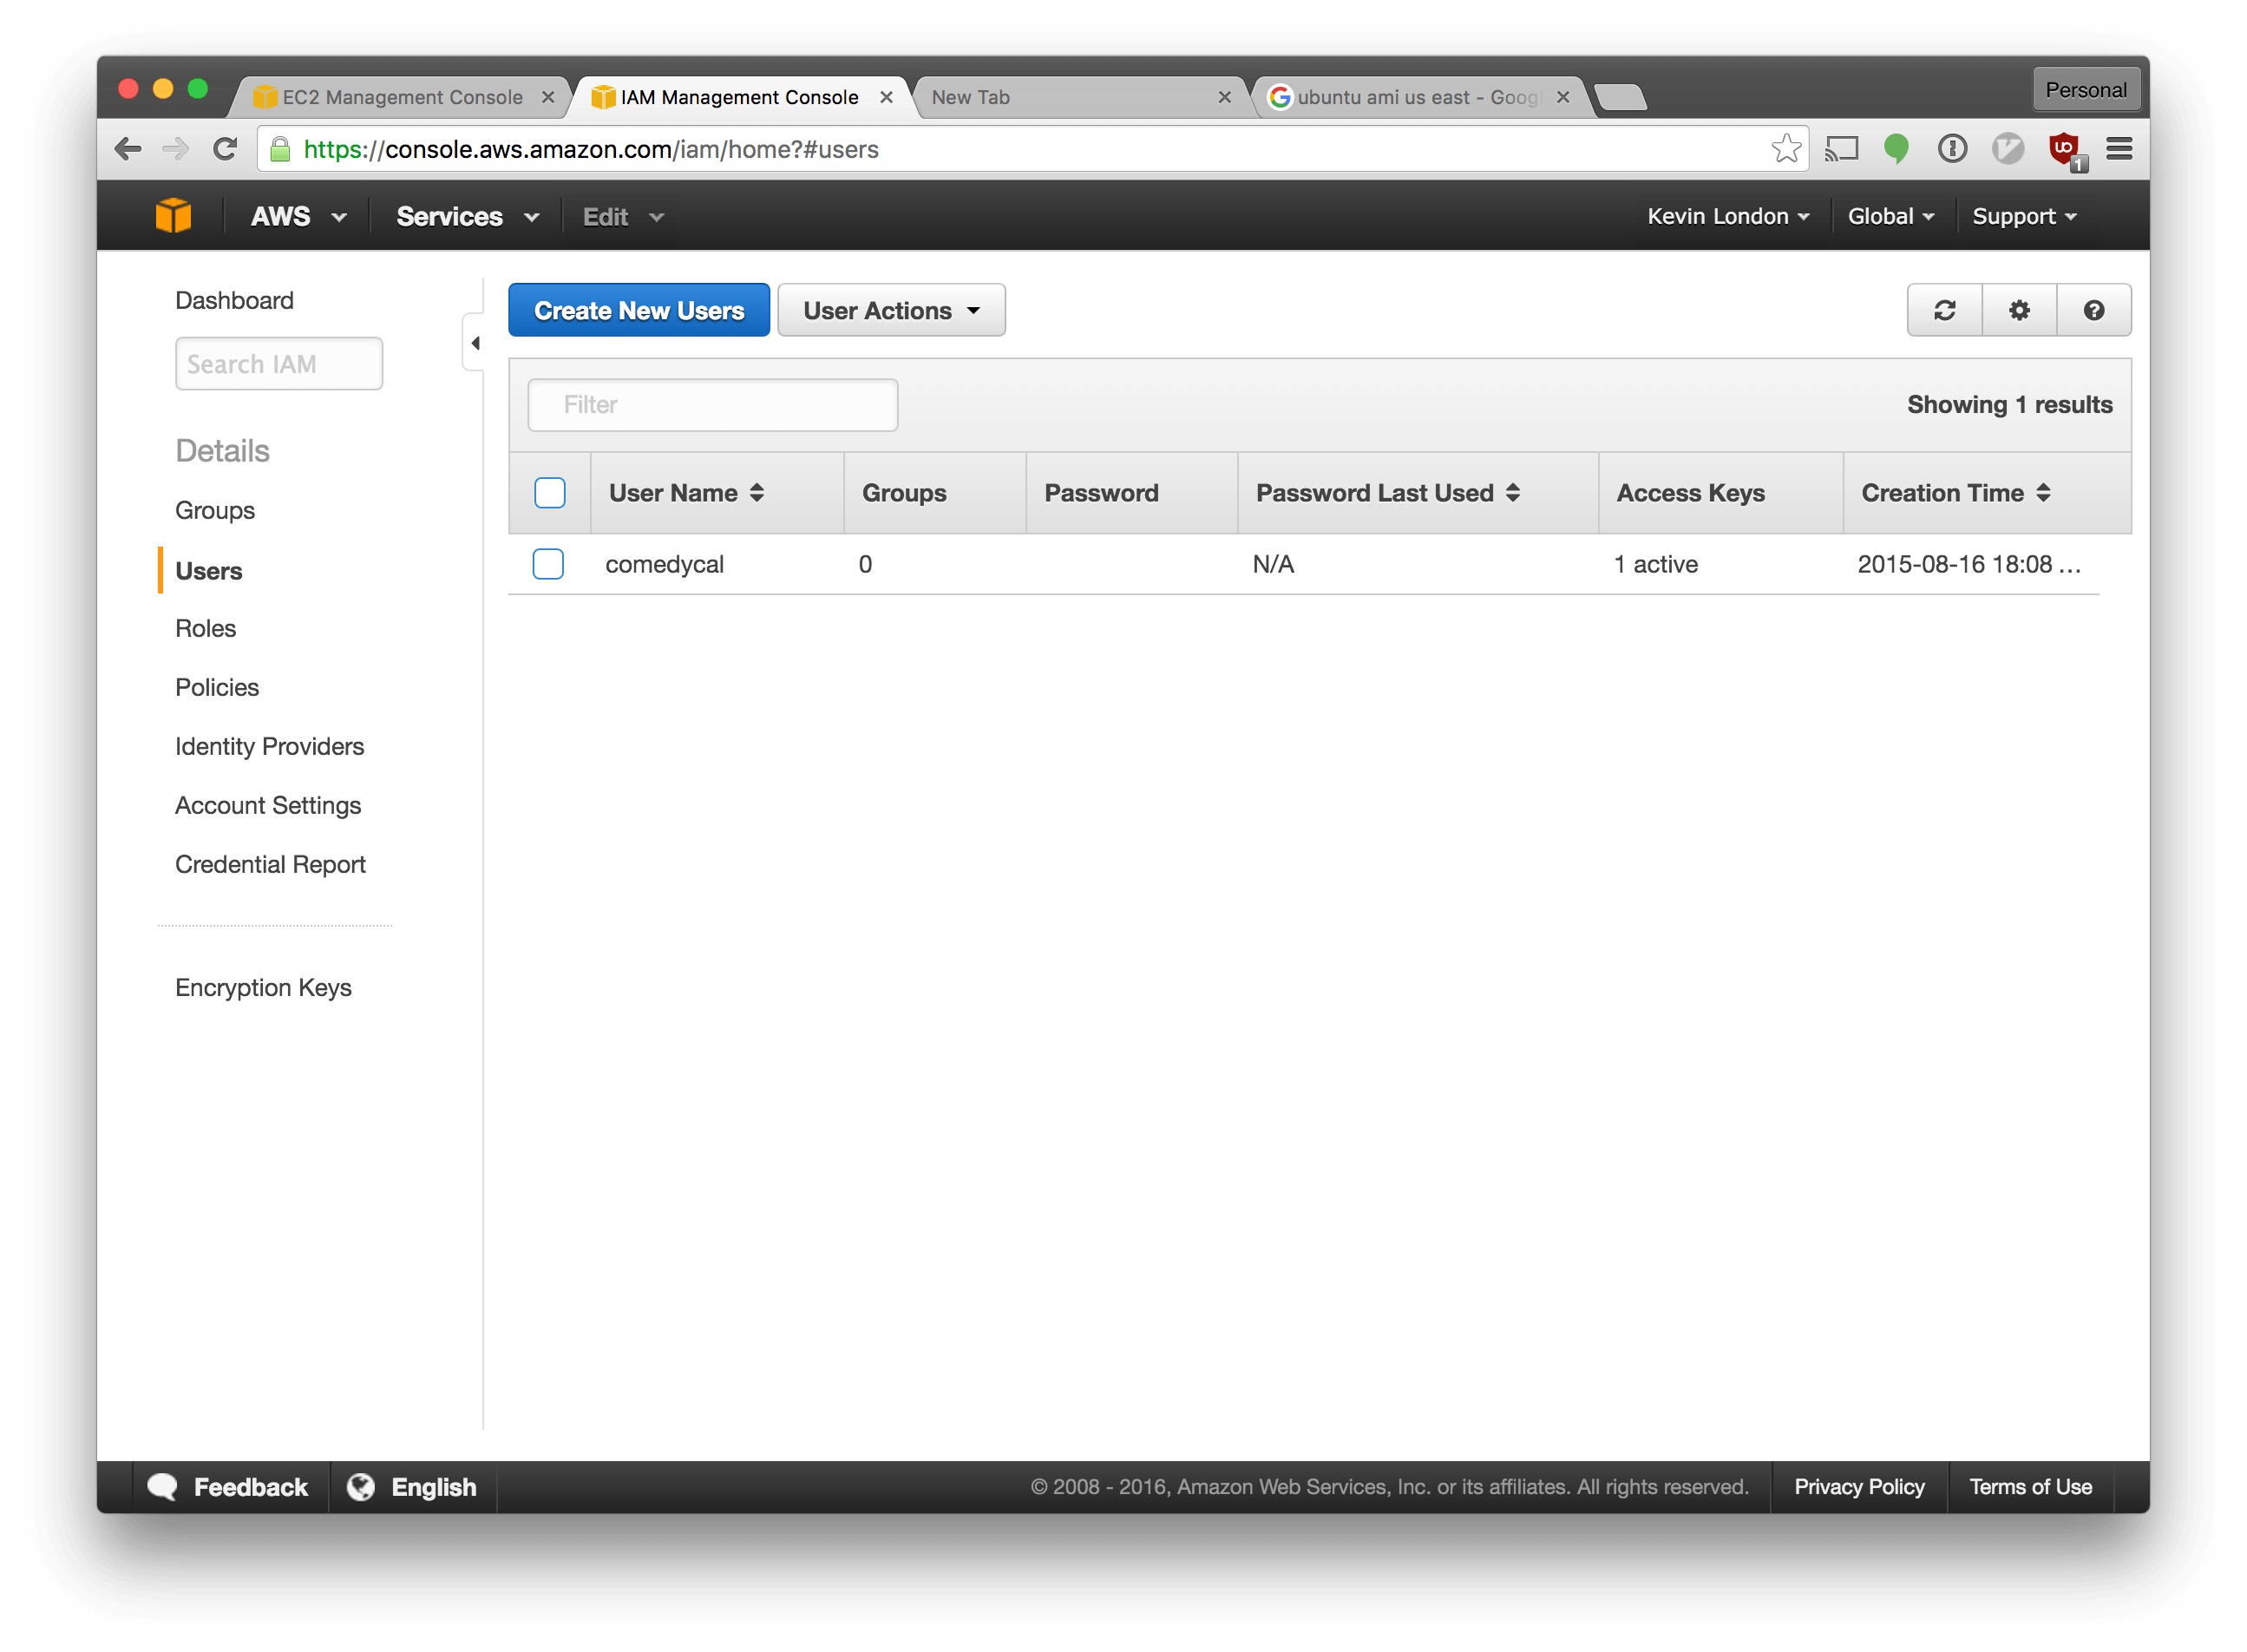 EC2 Management Console
IAM Management Console
New Tab
ubuntu ami us east - Goog
Personal
https://console.aws.amazon.com/iam/home?#users
1
AWS
Services
Edit
Kevin London
Global
Support
Dashboard
Search IAM
Details
Groups
Users
Roles
Policies
Identity Providers
Account Settings
Credential Report
Encryption Keys
Create New Users
User Actions
Filter
Showing 1 results
User Name Groups Password Password Last Used Access Keys Creation Time
comedycal 0 N/A 1 active 2015-08-16 18:08 ...
Feedback
English
© 2008 - 2016, Amazon Web Services, Inc. or its affiliates. All rights reserved.
Privacy Policy
Terms of Use